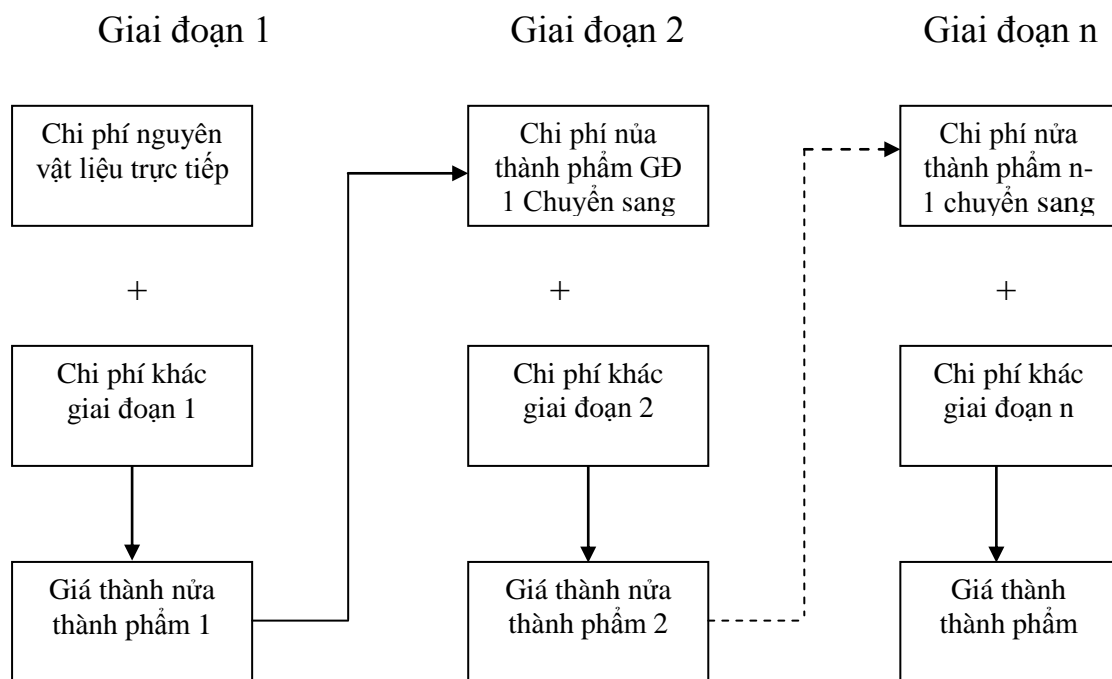 Giai đoạn 1
Giai đoạn 2
Giai đoạn n
Chi phí nguyên
vật liệu trực tiếp
Chi phí nủa
thành phẩm GĐ
1 Chuyển sang
Chi phí nửa
thành phẩm n-
1 chuyển sang
+
+
+
Chi phí khác
giai đoạn 1
Chi phí khác
giai đoạn 2
Chi phí khác
giai đoạn n
Giá thành nửa
thành phẩm 1
Giá thành nửa
thành phẩm 2
Giá thành
thành phẩm